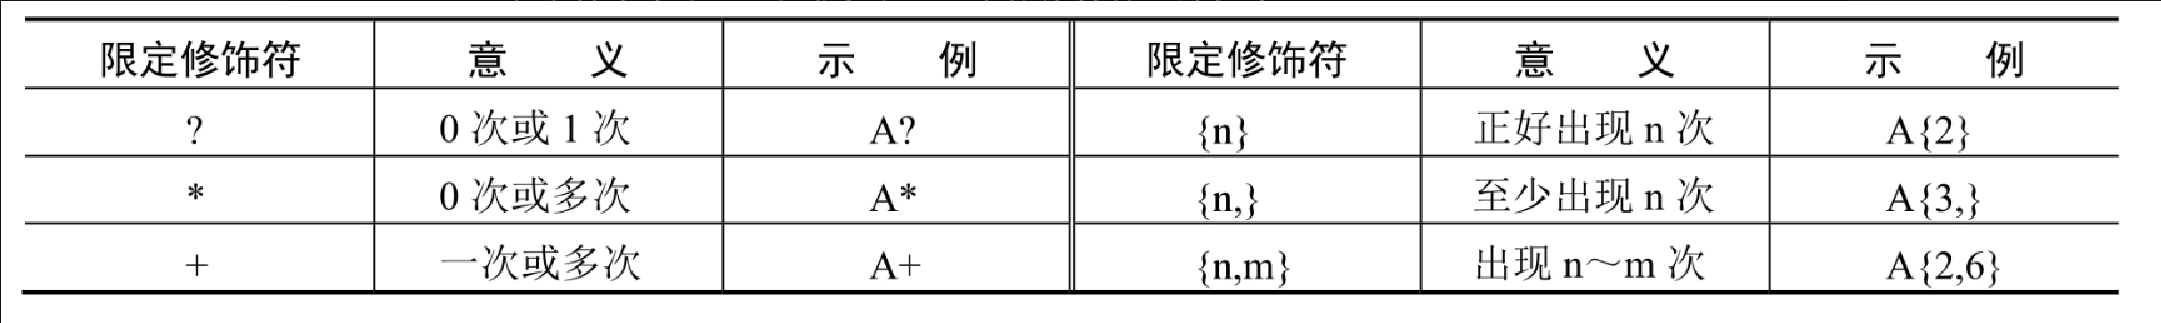 限定修饰符 意 义 示 例 限定修饰符 意 义 示 例
? 0 次或 1 次 A? {n} 正好出现 n 次 A{2}
* 0 次或多次 A* {n,} 至少出现 n 次 A{3,}
+ 一次或多次 A+ {n,m} 出现 n～m 次 A{2,6}